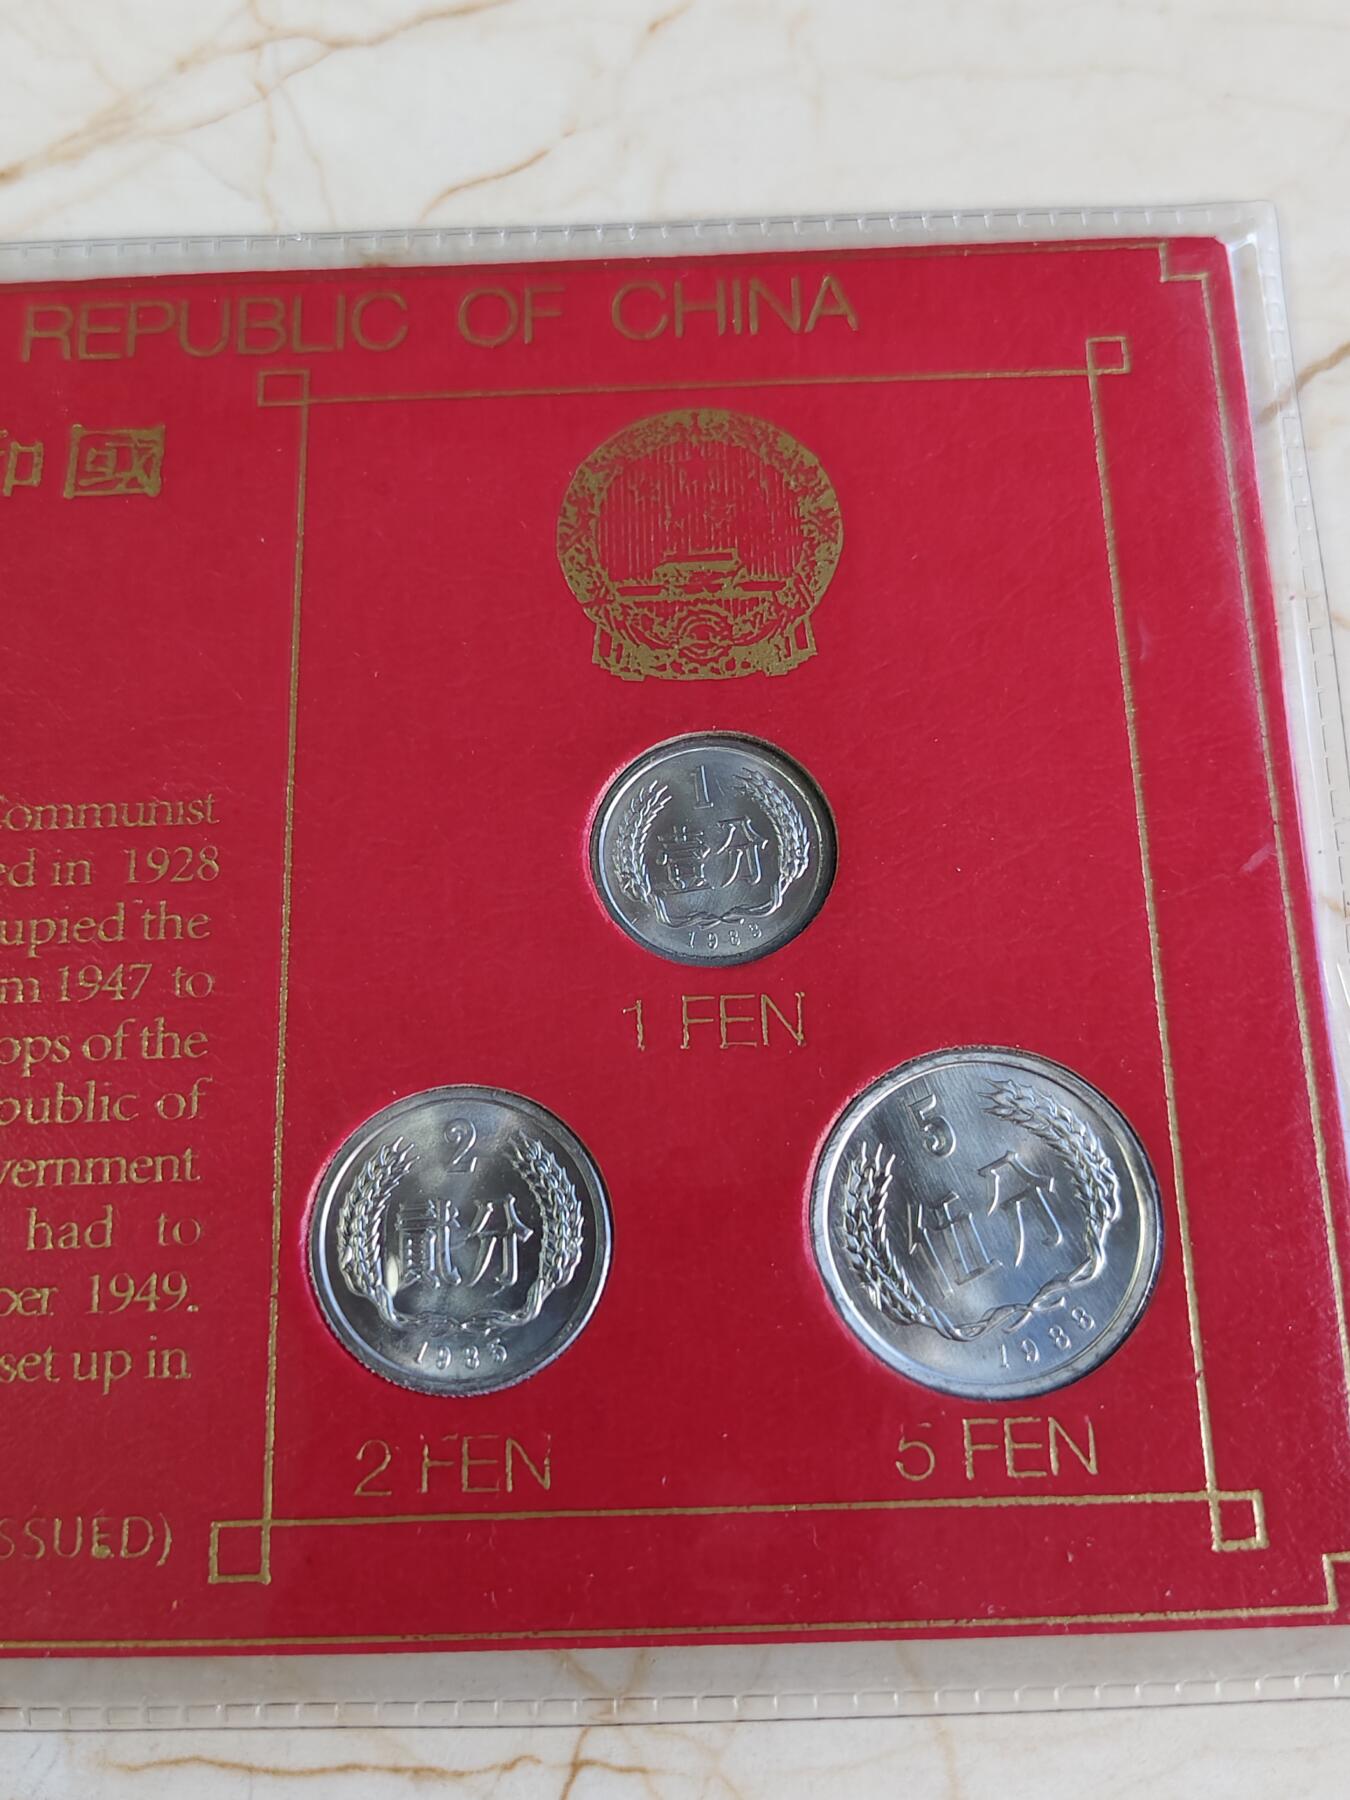 REPUBLIC OF CHINA
國
Communist
ed in 1928
upied the
m 1947 to
ops of the
public of
vernment
had to
ber 1949.
set up in
SSUED)
1
壹分
1 FEN
2
贰分
1985
2 FEN
5
伍分
1988
5 FEN